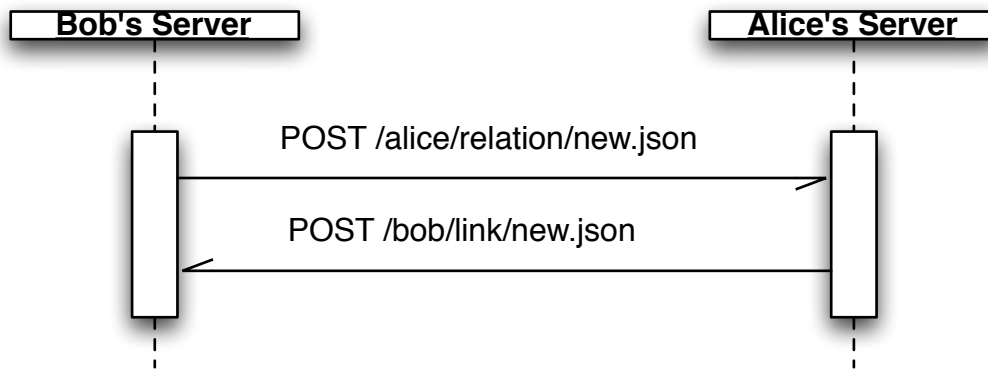 Bob's Server
Alice's Server
POST /alice/relation/new.json
POST /bob/link/new.json